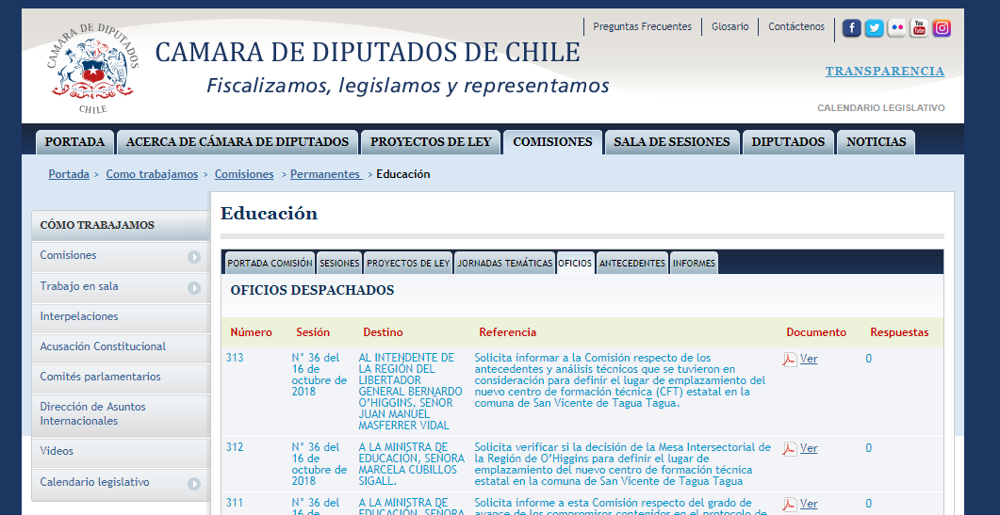 Preguntas Frecuentes
Glosario
Contáctenos
CAMARA DE DIPUTADOS
CHILE
CAMARA DE DIPUTADOS DE CHILE
Fiscalizamos, legislamos y representamos
TRANSPARENCIA
CALENDARIO LEGISLATIVO
PORTADA
ACERCA DE CÁMARA DE DIPUTADOS
PROYECTOS DE LEY
COMISIONES
SALA DE SESIONES
DIPUTADOS
NOTICIAS
Portada > Como trabajamos > Comisiones > Permanentes > Educación
CÓMO TRABAJAMOS
Comisiones
Trabajo en sala
Interpelaciones
Acusación Constitucional
Comités parlamentarios
Dirección de Asuntos
Internacionales
Videos
Calendario legislativo
Educación
PORTADA COMISIÓN
SESIONES
PROYECTOS DE LEY
JORNADAS TEMÁTICAS
OFICIOS
ANTECEDENTES
INFORMES
OFICIOS DESPACHADOS
Número
Sesión
Destino
Referencia
Documento
Respuestas
313
N° 36 del
16 de
octubre de
2018
AL INTENDENTE DE
LA REGIÓN DEL
LIBERTADOR
GENERAL BERNARDO
O'HIGGINS, SEÑOR
JUAN MANUEL
MASFERRER VIDAL
Solicita informar a la Comisión respecto de los
antecedentes y análisis técnicos que se tuvieron en
consideración para definir el lugar de emplazamiento del
nuevo centro de formación técnica (CFT) estatal en la
comuna de San Vicente de Tagua Tagua.
Ver
0
312
N° 36 del
16 de
octubre de
2018
A LA MINISTRA DE
EDUCACIÓN, SEÑORA
MARCELA CUBILLOS
SIGALL.
Solicita verificar si la decisión de la Mesa Intersectorial de
la Región de O'Higgins para definir el lugar de
emplazamiento del nuevo centro de formación técnica
estatal en la comuna de San Vicente de Tagua Tagua
Ver
0
311
N° 36 del
16 de
A LA MINISTRA DE
EDUCACIÓN, SEÑORA
Solicita informe a esta Comisión respecto del grado de
avance de los compromisos contenidos en el protocolo de
Ver
0